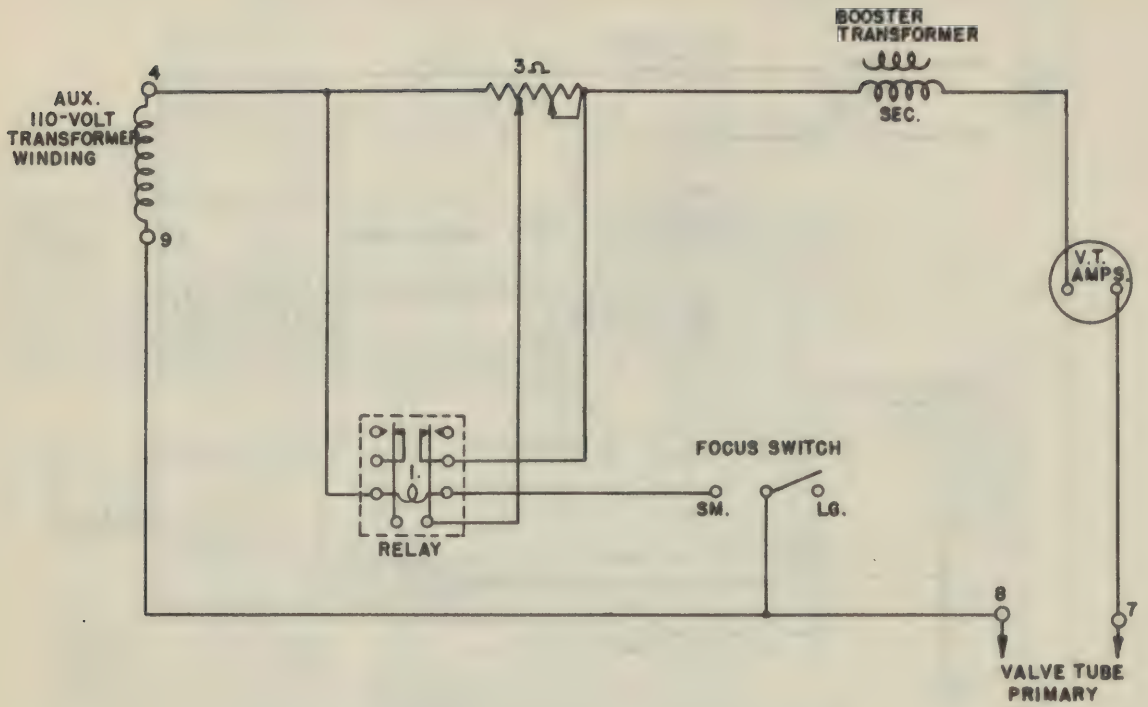 BOOSTER
TRANSFORMER
4
3Ω
AUX.
110-VOLT
TRANSFORMER
WINDING
SEC.
9
V.T.
AMPS.
FOCUS SWITCH
SM.
LG.
RELAY
8
7
VALVE TUBE
PRIMARY